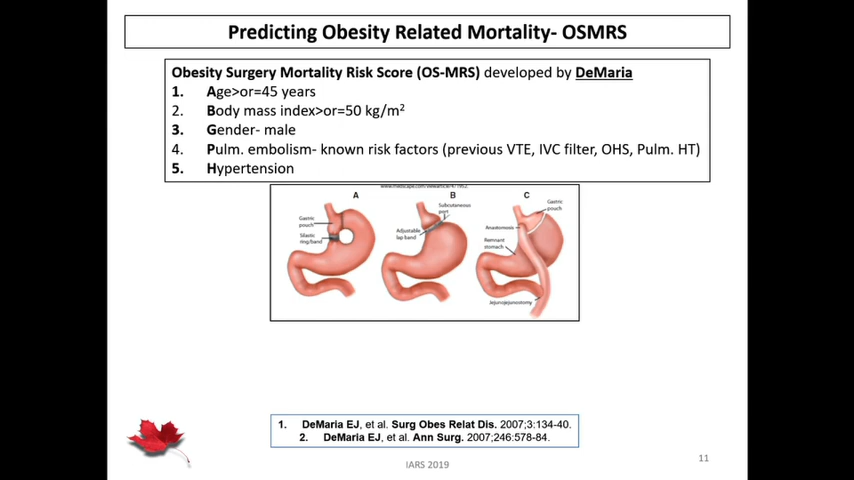 Predicting Obesity Related Mortality- OSMRS
Obesity Surgery Mortality Risk Score (OS-MRS) developed by DeMaria
1. Age>or=45 years
2. Body mass index>or=50 kg/m2
3. Gender- male
4. Pulm. embolism- known risk factors (previous VTE, IVC filter, OHS, Pulm. HT)
5. Hypertension
A
B
C
Gastric
pouch
Silastic
ring/band
Subcutaneous
port
Adjustable
lap band
Gastric
pouch
Anastomosis
Remnant
stomach
Jejunojejunostomy
1. DeMaria EJ, et al. Surg Obes Relat Dis. 2007;3:134-40.
2. DeMaria EJ, et al. Ann Surg. 2007;246:578-84.
IARS 2019
11